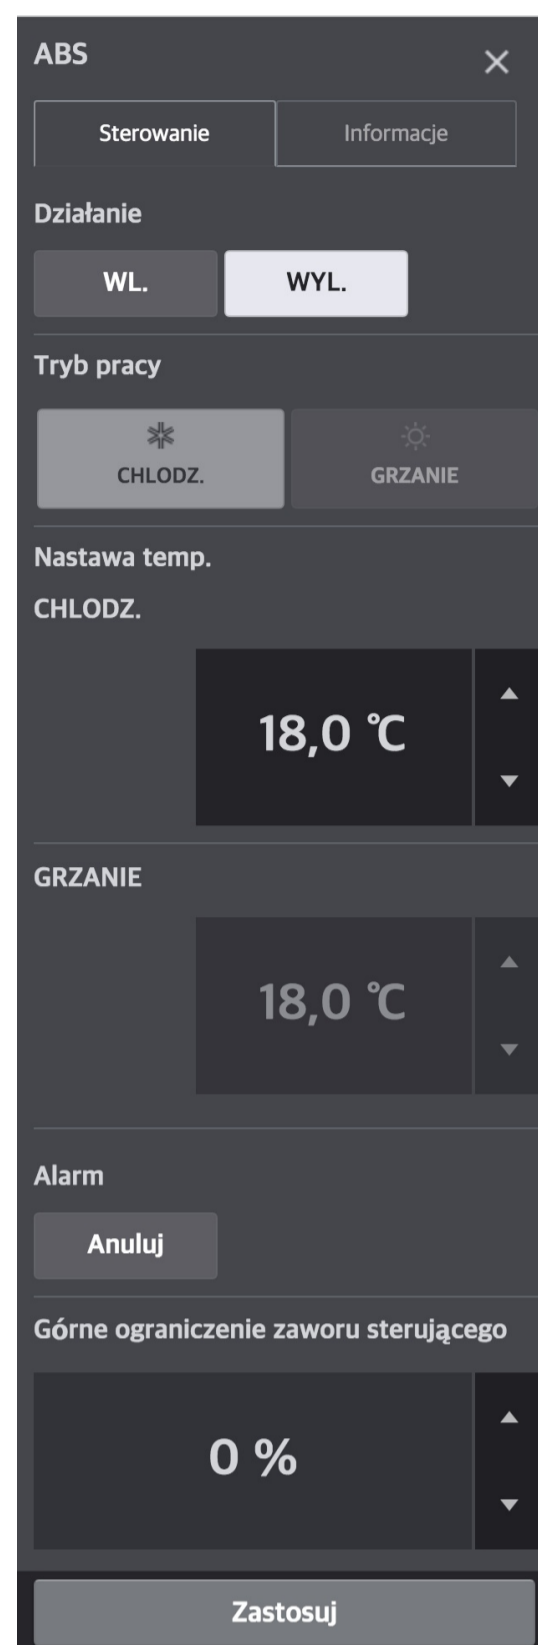 ABS
Sterowanie Informacje
Działanie
WL. WYL.
Tryb pracy
CHLODZ. GRZANIE
Nastawa temp.
CHLODZ.
18,0 °C
GRZANIE
18,0 °C
Alarm
Anuluj
Górne ograniczenie zaworu sterującego
0 %
Zastosuj